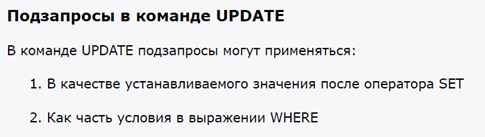 Подзапросы в команде UPDATE
В команде UPDATE подзапросы могут применяться:
1. В качестве устанавливаемого значения после оператора SET
2. Как часть условия в выражении WHERE